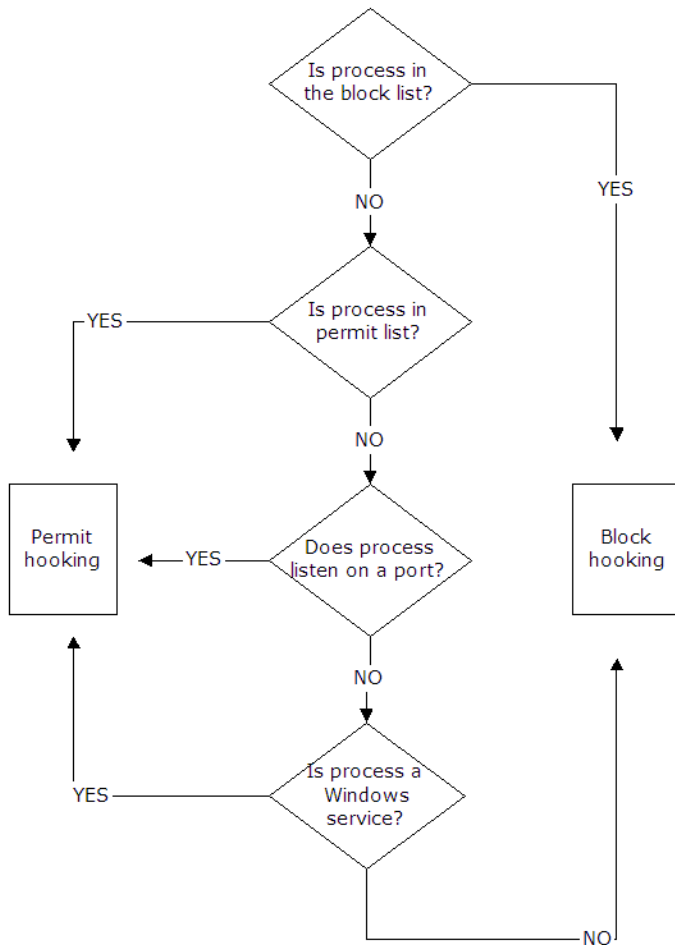 Is process in
the block list?
YES
NO
Is process in
permit list?
YES
NO
Permit
hooking
Does process
listen on a port?
YES
Block
hooking
NO
Is process a
Windows
service?
YES
NO